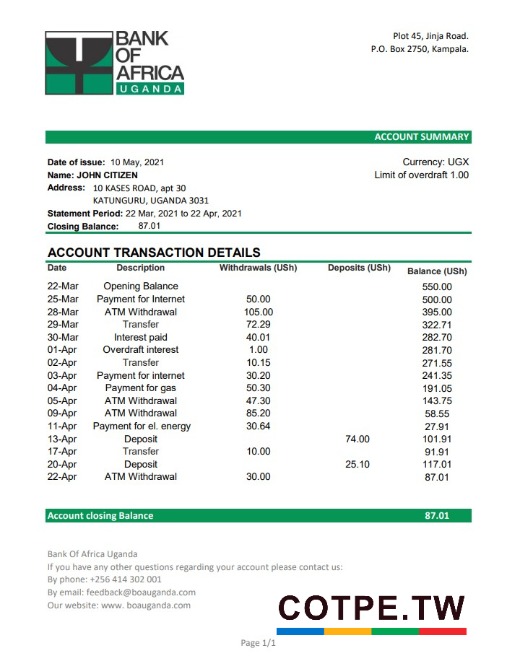 BANK
OF
AFRICA
UGANDA
Plot 45, Jinja Road.
P.O. Box 2750, Kampala.
ACCOUNT SUMMARY
Date of issue: 10 May, 2021
Currency: UGX
Name: JOHN CITIZEN
Limit of overdraft 1.00
Address: 10 KASES ROAD, apt 30
KATUNGURU, UGANDA 3031
Statement Period: 22 Mar, 2021 to 22 Apr, 2021
Closing Balance: 87.01
ACCOUNT TRANSACTION DETAILS
Date Description Withdrawals (USh) Deposits (USh) Balance (USh)
22-Mar Opening Balance 550.00
25-Mar Payment for Internet 50.00 500.00
28-Mar ATM Withdrawal 105.00 395.00
29-Mar Transfer 72.29 322.71
30-Mar Interest paid 40.01 282.70
01-Apr Overdraft interest 1.00 281.70
02-Apr Transfer 10.15 271.55
03-Apr Payment for internet 30.20 241.35
04-Apr Payment for gas 50.30 191.05
05-Apr ATM Withdrawal 47.30 143.75
09-Apr ATM Withdrawal 85.20 58.55
11-Apr Payment for el. energy 30.64 27.91
13-Apr Deposit 74.00 101.91
17-Apr Transfer 10.00 91.91
20-Apr Deposit 25.10 117.01
22-Apr ATM Withdrawal 30.00 87.01
Account closing Balance 87.01
Bank Of Africa Uganda
If you have any other questions regarding your account please contact us:
By phone: +256 414 302 001
By email: feedback@boauganda.com
Our website: www. boauganda.com
COTPE.TW
Page 1/1